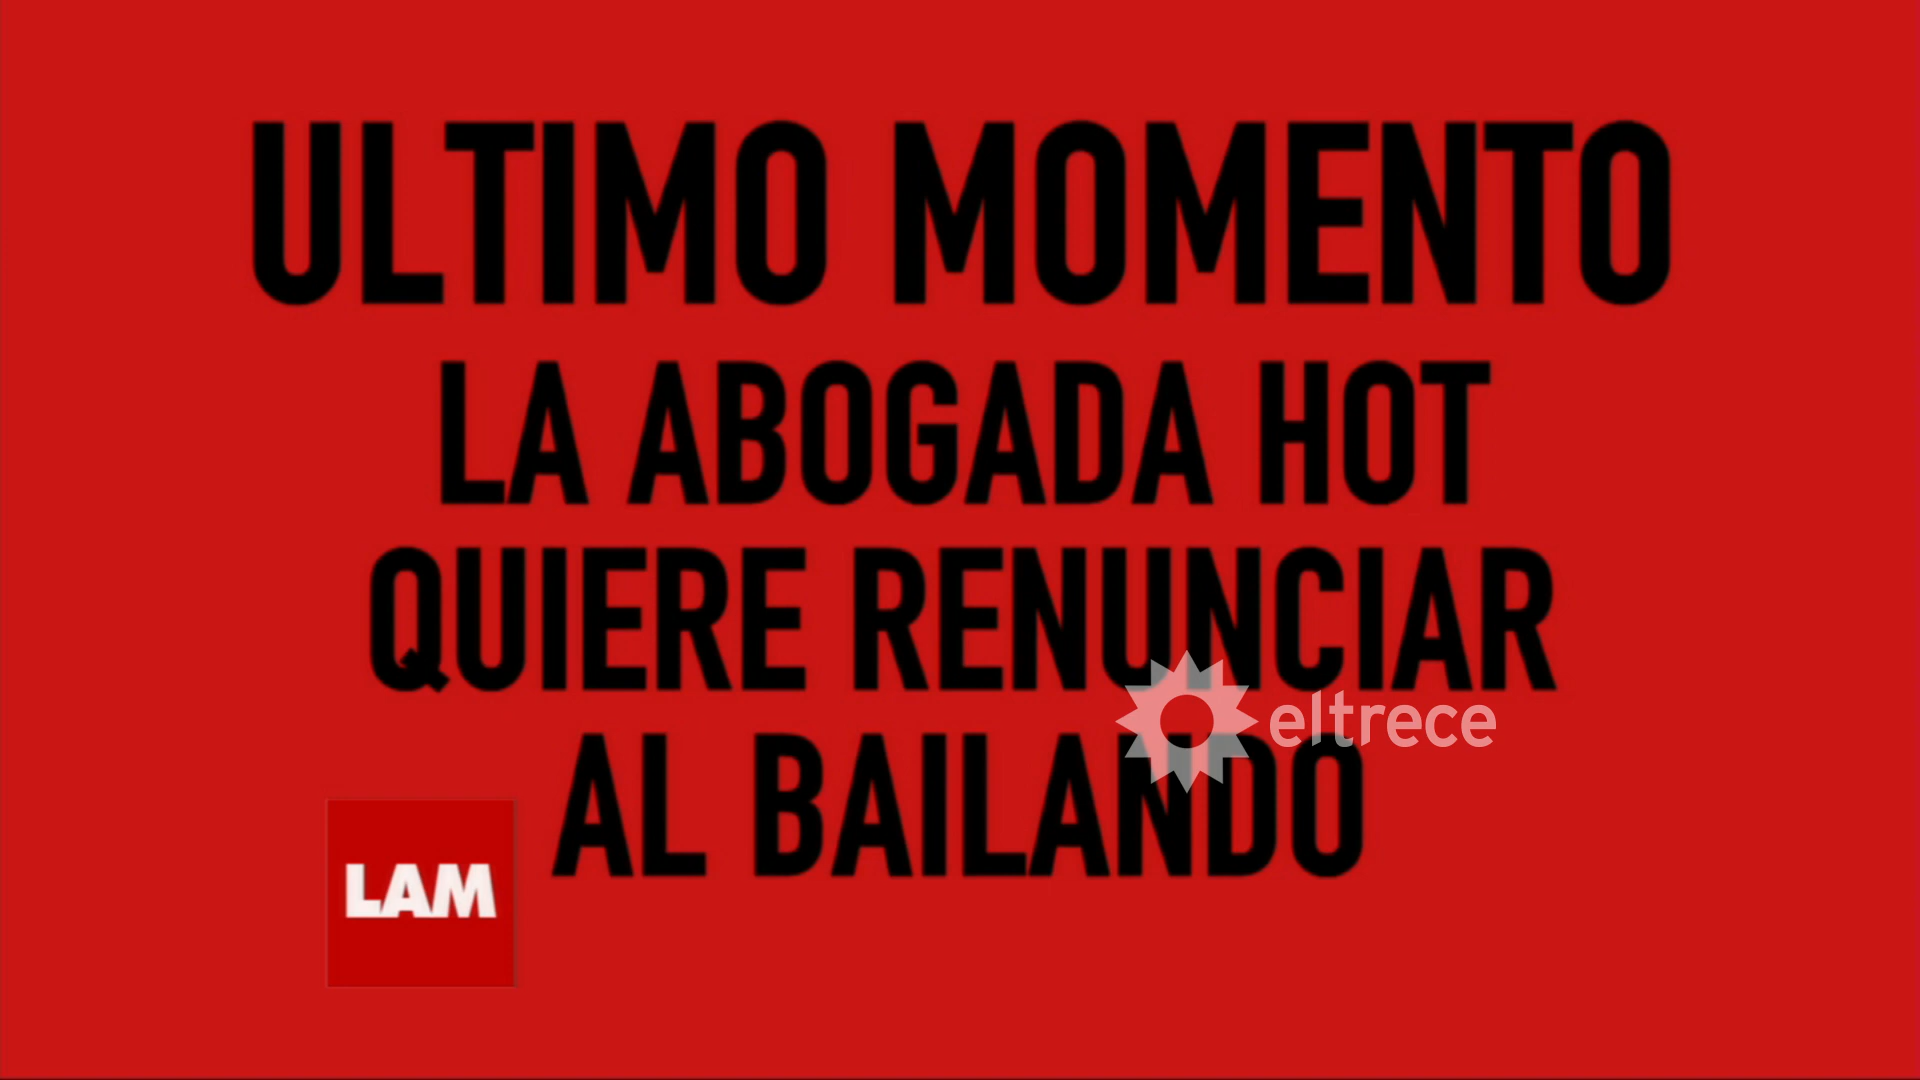 ULTIMO MOMENTO
LA ABOGADA HOT
QUIERE RENUNCIAR
eltrece
AL BAILANDO
LAM